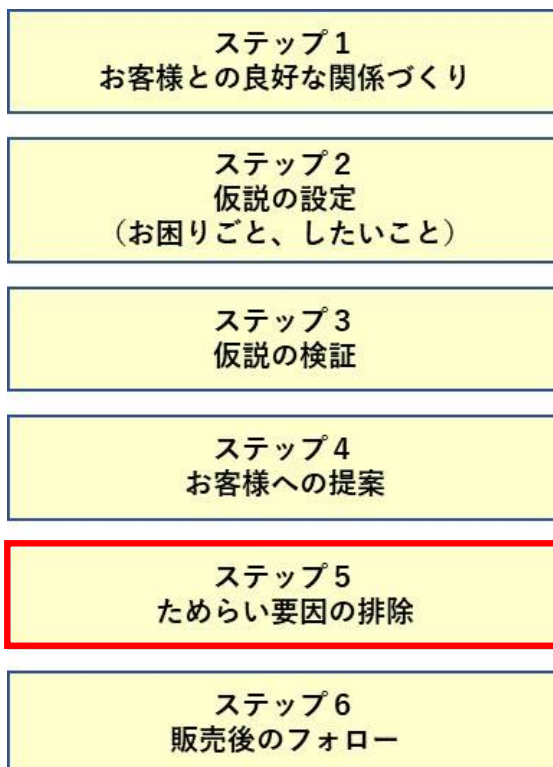 ステップ1
お客様との良好な関係づくり
ステップ2
仮説の設定
（お困りごと、したいこと）
ステップ3
仮説の検証
ステップ4
お客様への提案
ステップ5
ためらい要因の排除
ステップ6
販売後のフォロー